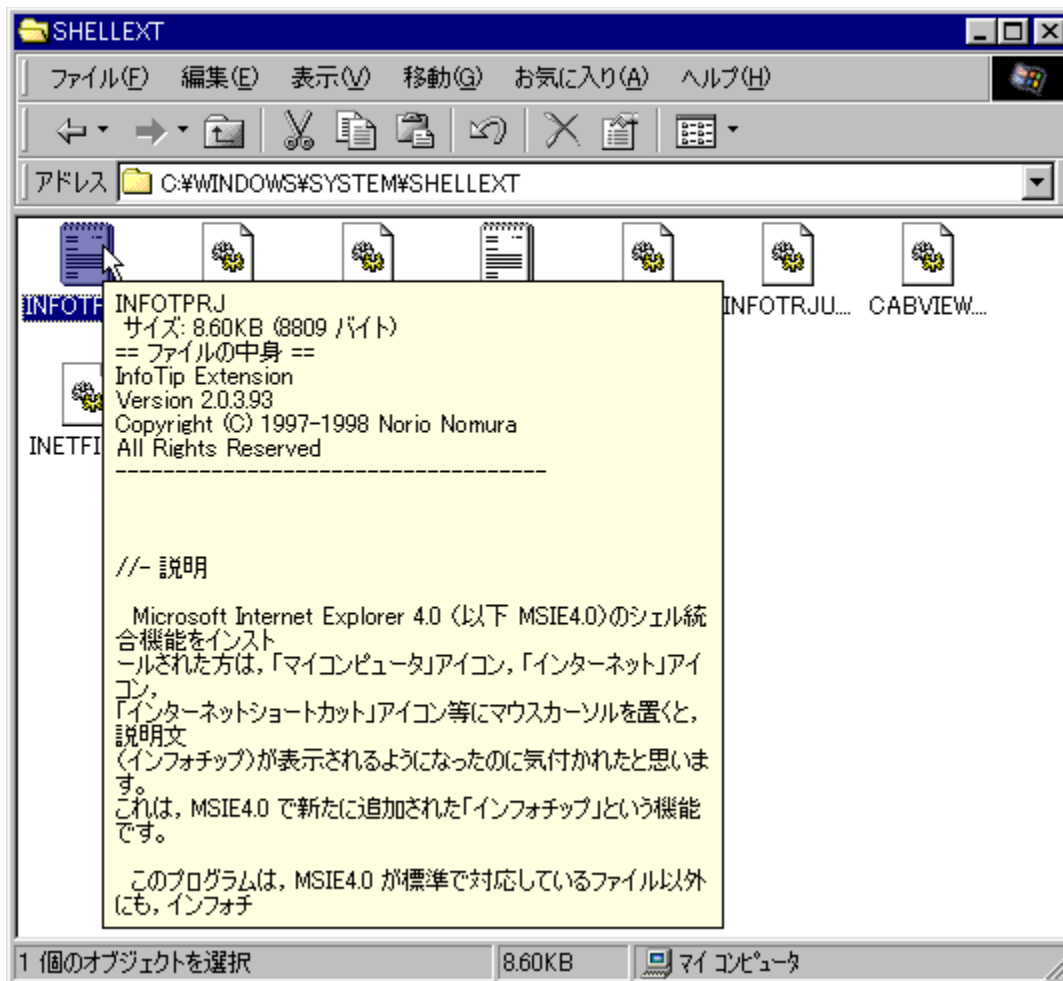 SHELLEXT
ファイル(F) 編集(E) 表示(V) 移動(G) お気に入り(A) ヘルプ(H)
アドレス C:¥WINDOWS¥SYSTEM¥SHELLEXT
INFOTRJU... CABVIEW...
INFOTPRJ
サイズ: 8.60KB (8809 バイト)
== ファイルの中身 ==
InfoTip Extension
Version 2.0.3.93
Copyright (C) 1997-1998 Norio Nomura
All Rights Reserved
------------------------------------
//- 説明
Microsoft Internet Explorer 4.0 (以下 MSIE4.0)のシェル統
合機能をインスト
ールされた方は,「マイコンピュータ」アイコン,「インターネット」アイ
コン,
「インターネットショートカット」アイコン等にマウスカーソルを置くと,
説明文
(インフォチップ)が表示されるようになったのに気付かれたと思いま
す。
これは, MSIE4.0 で新たに追加された「インフォチップ」という機能
です。
このプログラムは, MSIE4.0 が標準で対応しているファイル以外
にも, インフォチ
1 個のオブジェクトを選択 8.60KB マイ コンピュータ